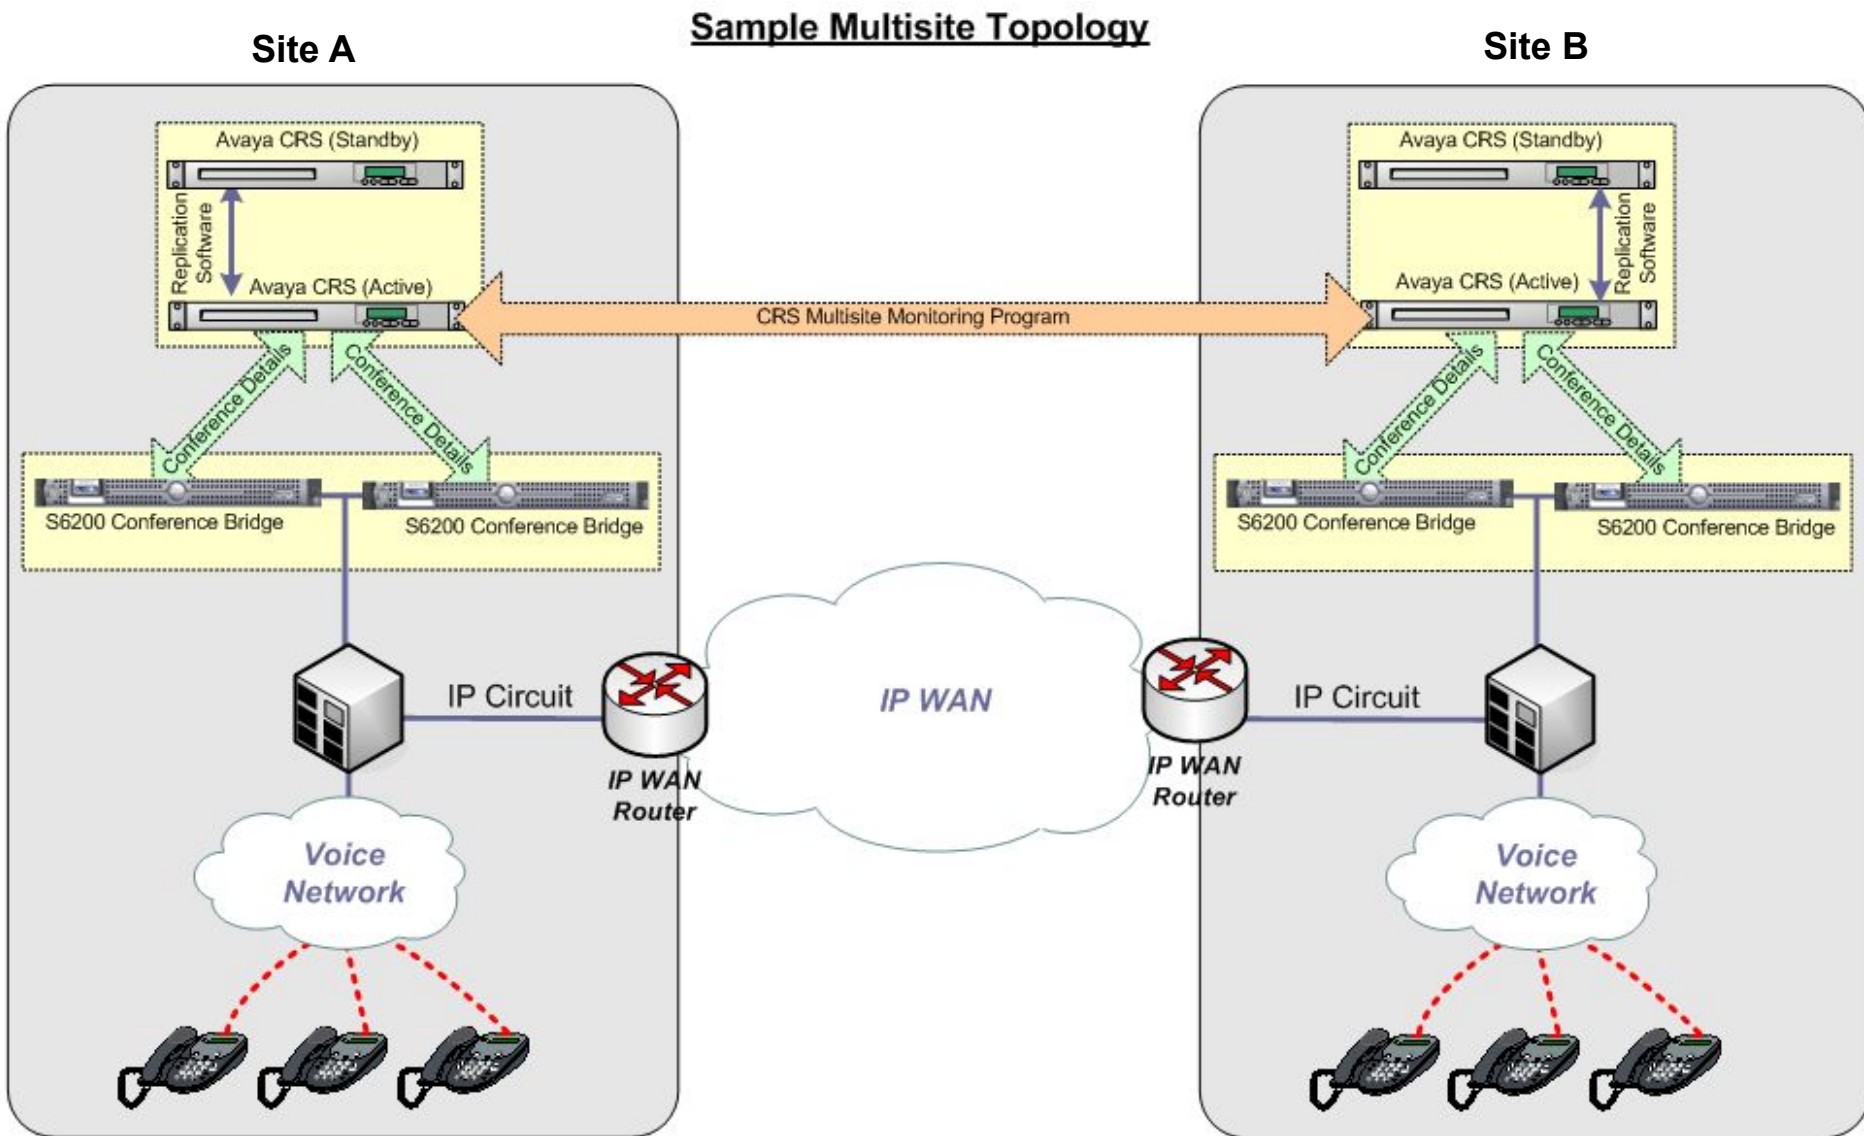 Sample Multisite Topology
Site A
Site B
Avaya CRS (Standby)
Replication
Software
Avaya CRS (Active)
Conference Details
Conference Details
S6200 Conference Bridge
S6200 Conference Bridge
CRS Multisite Monitoring Program
Avaya CRS (Standby)
Replication
Software
Avaya CRS (Active)
Conference Details
Conference Details
S6200 Conference Bridge
S6200 Conference Bridge
IP Circuit
IP WAN
Router
IP WAN
IP WAN
Router
IP Circuit
Voice
Network
Voice
Network